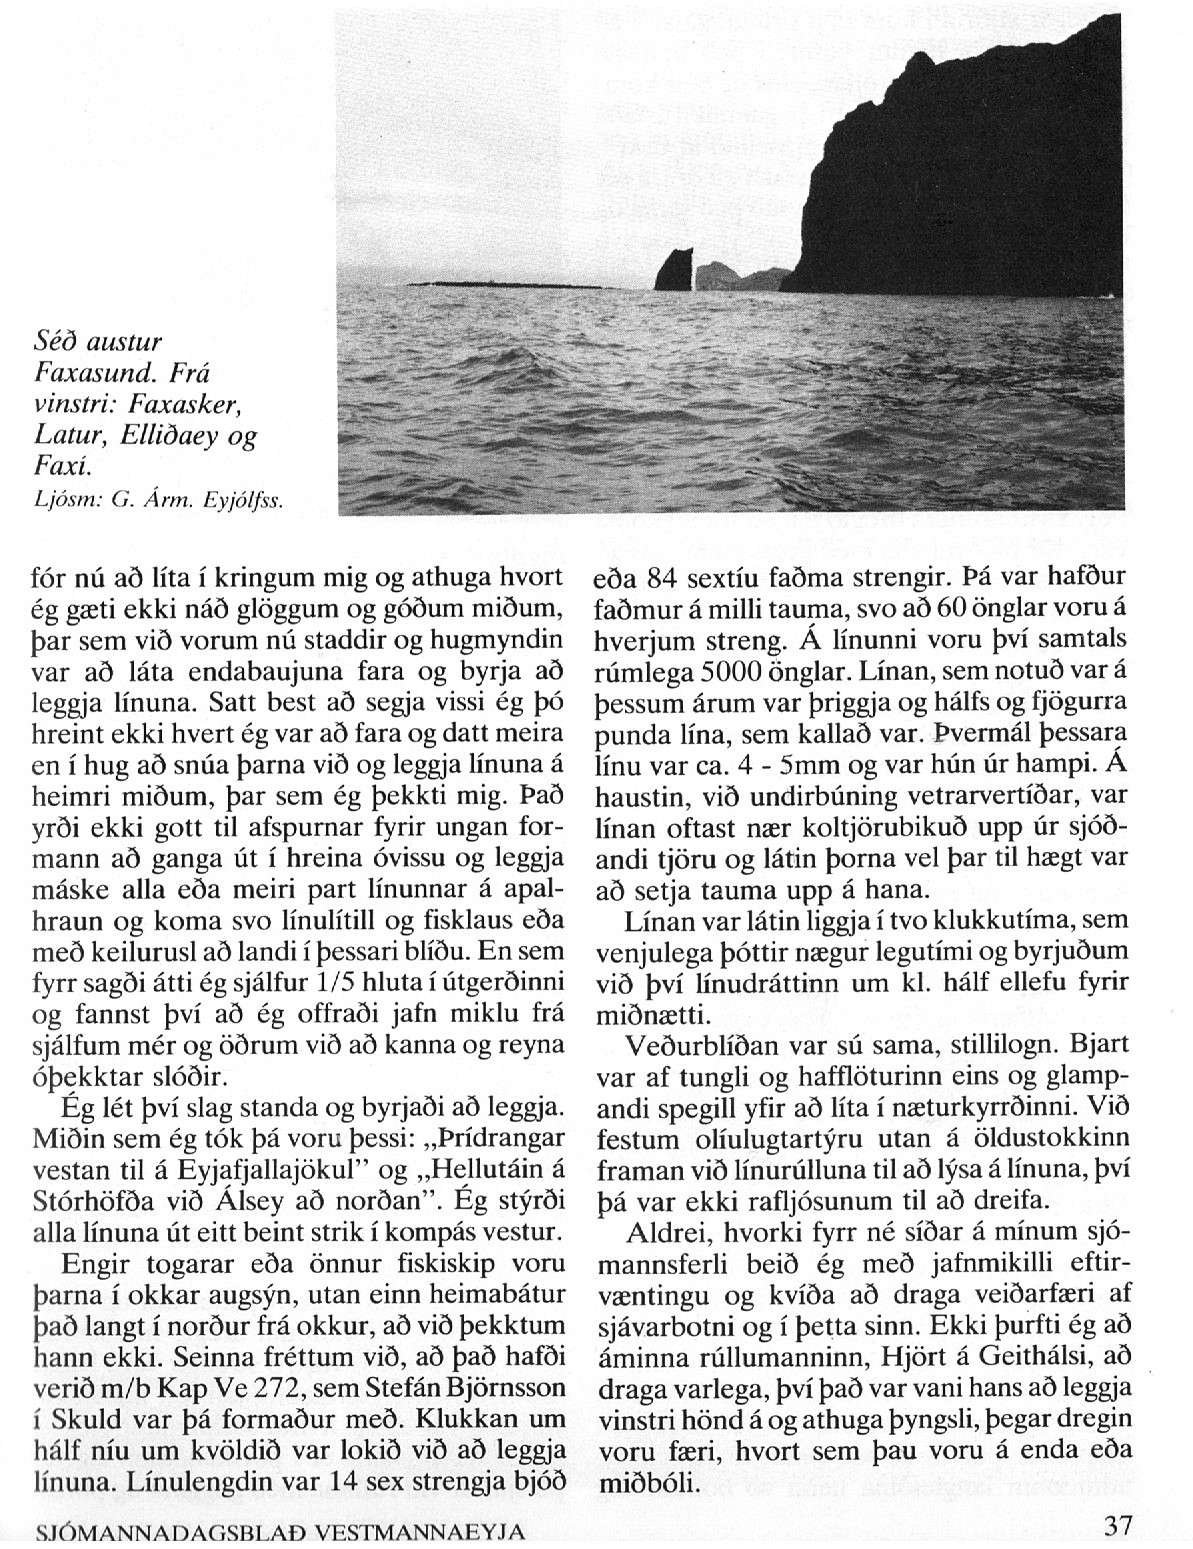 Séð austur
Faxasund. Frá
vinstri: Faxasker,
Latur, Elliðaey og
Faxi.
Ljósm: G. Árm. Eyjólfss.
fór nú að líta í kringum mig og athuga hvort
ég gæti ekki náð glöggum og góðum miðum,
þar sem við vorum nú staddir og hugmyndin
var að láta endabaujuna fara og byrja að
leggja línuna. Satt best að segja vissi ég þó
hreint ekki hvert ég var að fara og datt meira
en í hug að snúa þarna við og leggja línuna á
heimri miðum, þar sem ég þekkti mig. Það
yrði ekki gott til afspurnar fyrir ungan for-
mann að ganga út í hreina óvissu og leggja
máske alla eða meiri part línunnar á apal-
hraun og koma svo línulítill og fisklaus eða
með keilurusl að landi í þessari blíðu. En sem
fyrr sagði átti ég sjálfur 1/5 hluta í útgerðinni
og fannst því að ég offraði jafn miklu frá
sjálfum mér og öðrum við að kanna og reyna
óþekktar slóðir.
Ég lét því slag standa og byrjaði að leggja.
Miðin sem ég tók þá voru þessi: „Þrídrangar
vestan til á Eyjafjallajökul” og „Hellutáin á
Stórhöfða við Álsey að norðan”. Ég stýrði
alla línuna út eitt beint strik í kompás vestur.
Engir togarar eða önnur fiskiskip voru
þarna í okkar augsýn, utan einn heimabátur
það langt í norður frá okkur, að við þekktum
hann ekki. Seinna fréttum við, að það hafði
verið m/b Kap Ve 272, sem Stefán Björnsson
í Skuld var þá formaður með. Klukkan um
hálf níu um kvöldið var lokið við að leggja
línuna. Línulengdin var 14 sex strengja bjóð
eða 84 sextíu faðma strengir. Þá var hafður
faðmur á milli tauma, svo að 60 önglar voru á
hverjum streng. Á línunni voru því samtals
rúmlega 5000 önglar. Línan, sem notuð var á
þessum árum var þriggja og hálfs og fjögurra
punda lína, sem kallað var. Þvermál þessara
línu var ca. 4 - 5mm og var hún úr hampi. Á
haustin, við undirbúning vetrarvertíðar, var
línan oftast nær koltjörubikuð upp úr sjóð-
andi tjöru og látin þorna vel þar til hægt var
að setja tauma upp á hana.
Línan var látin liggja í tvo klukkutíma, sem
venjulega þóttir nægur legutími og byrjuðum
við því línudráttinn um kl. hálf ellefu fyrir
miðnætti.
Veðurblíðan var sú sama, stillilogn. Bjart
var af tungli og hafflöturinn eins og glamp-
andi spegill yfir að líta í næturkyrrðinni. Við
festum olíulugtartýru utan á öldustokkinn
framan við línurúlluna til að lýsa á línuna, því
þá var ekki rafljósunum til að dreifa.
Aldrei, hvorki fyrr né síðar á mínum sjó-
mannsferli beið ég með jafnmikilli eftir-
væntingu og kvíða að draga veiðarfæri af
sjávarbotni og í þetta sinn. Ekki þurfti ég að
áminna rúllumanninn, Hjört á Geithálsi, að
draga varlega, því það var vani hans að leggja
vinstri hönd á og athuga þyngsli, þegar dregin
voru færi, hvort sem þau voru á enda eða
miðbóli.
SJÓMANNADAGSBLAÐ VESTMANNAEYJA
37